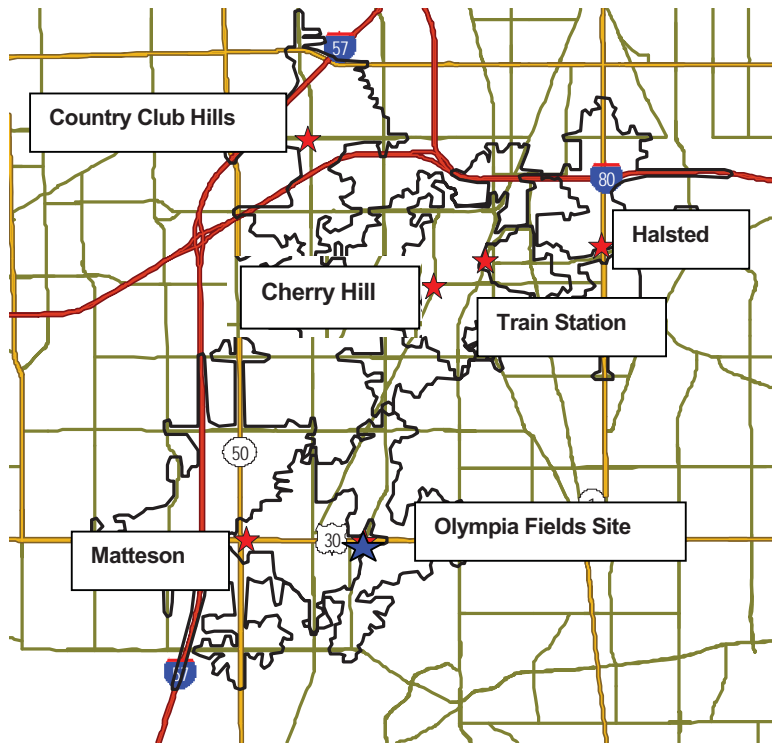 57
Country Club Hills
80
Halsted
Cherry Hill
Train Station
50
Olympia Fields Site
30
Matteson
57